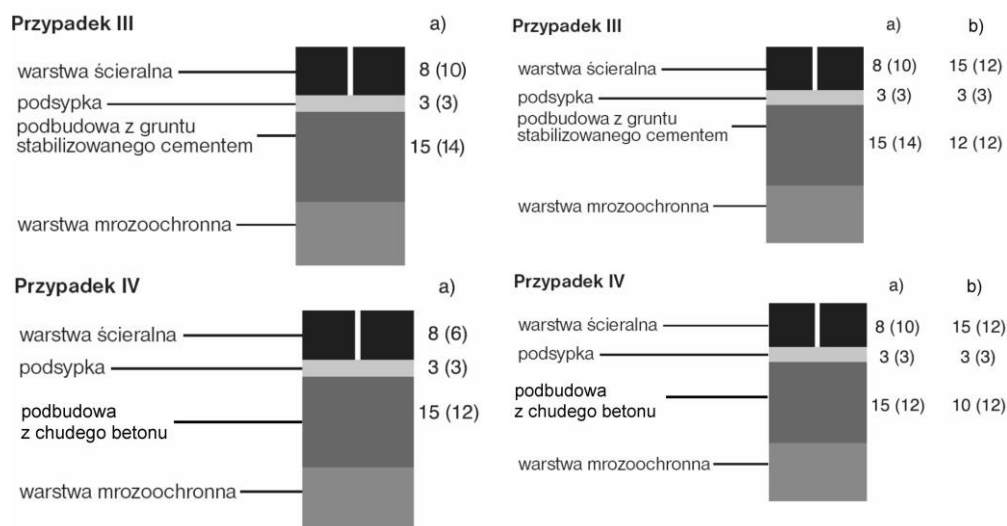 Przypadek III a)
warstwa ścieralna 8 (10)
podsypka 3 (3)
podbudowa z gruntu
stabilizowanego cementem 15 (14)
warstwa mrozoochronna
Przypadek III a) b)
warstwa ścieralna 8 (10) 15 (12)
podsypka 3 (3) 3 (3)
podbudowa z gruntu
stabilizowanego cementem 15 (14) 12 (12)
warstwa mrozoochronna
Przypadek IV a)
warstwa ścieralna 8 (6)
podsypka 3 (3)
podbudowa 15 (12)
z chudego betonu
warstwa mrozoochronna
Przypadek IV a) b)
warstwa ścieralna 8 (10) 15 (12)
podsypka 3 (3) 3 (3)
podbudowa
z chudego betonu 15 (12) 10 (12)
warstwa mrozoochronna